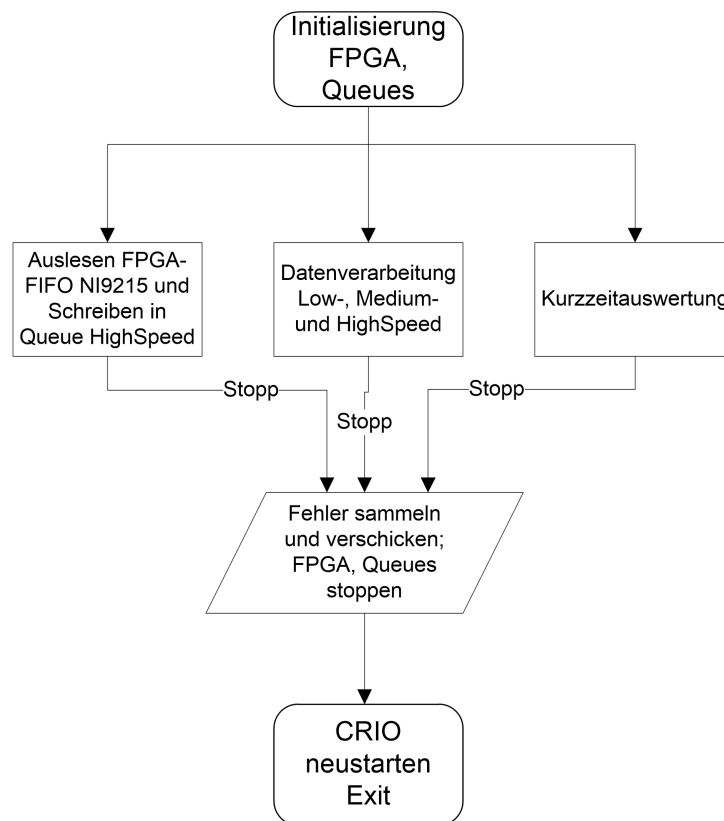 Initialisierung
FPGA,
Queues
Auslesen FPGA-
FIFO NI9215 und
Schreiben in
Queue HighSpeed
Datenverarbeitung
Low-, Medium-
und HighSpeed
Kurzzeitauswertung
Stopp
Stopp
Stopp
Fehler sammeln
und verschicken;
FPGA, Queues
stoppen
CRIO
neustarten
Exit